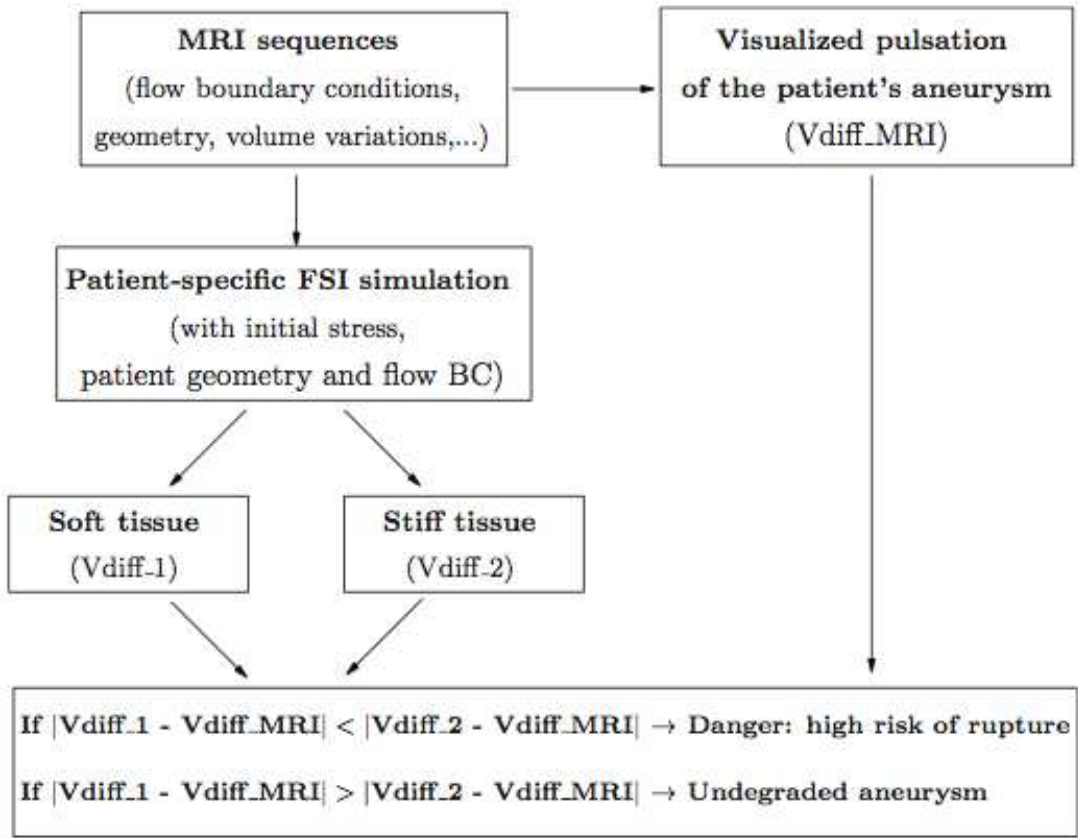 MRI sequences
(flow boundary conditions,
geometry, volume variations,...)
Visualized pulsation
of the patient's aneurysm
(Vdiff_MRI)
Patient-specific FSI simulation
(with initial stress,
patient geometry and flow BC)
Soft tissue
(Vdiff_1)
Stiff tissue
(Vdiff_2)
If |Vdiff_1 - Vdiff_MRI| < |Vdiff_2 - Vdiff_MRI| → Danger: high risk of rupture
If |Vdiff_1 - Vdiff_MRI| > |Vdiff_2 - Vdiff_MRI| → Undegraded aneurysm